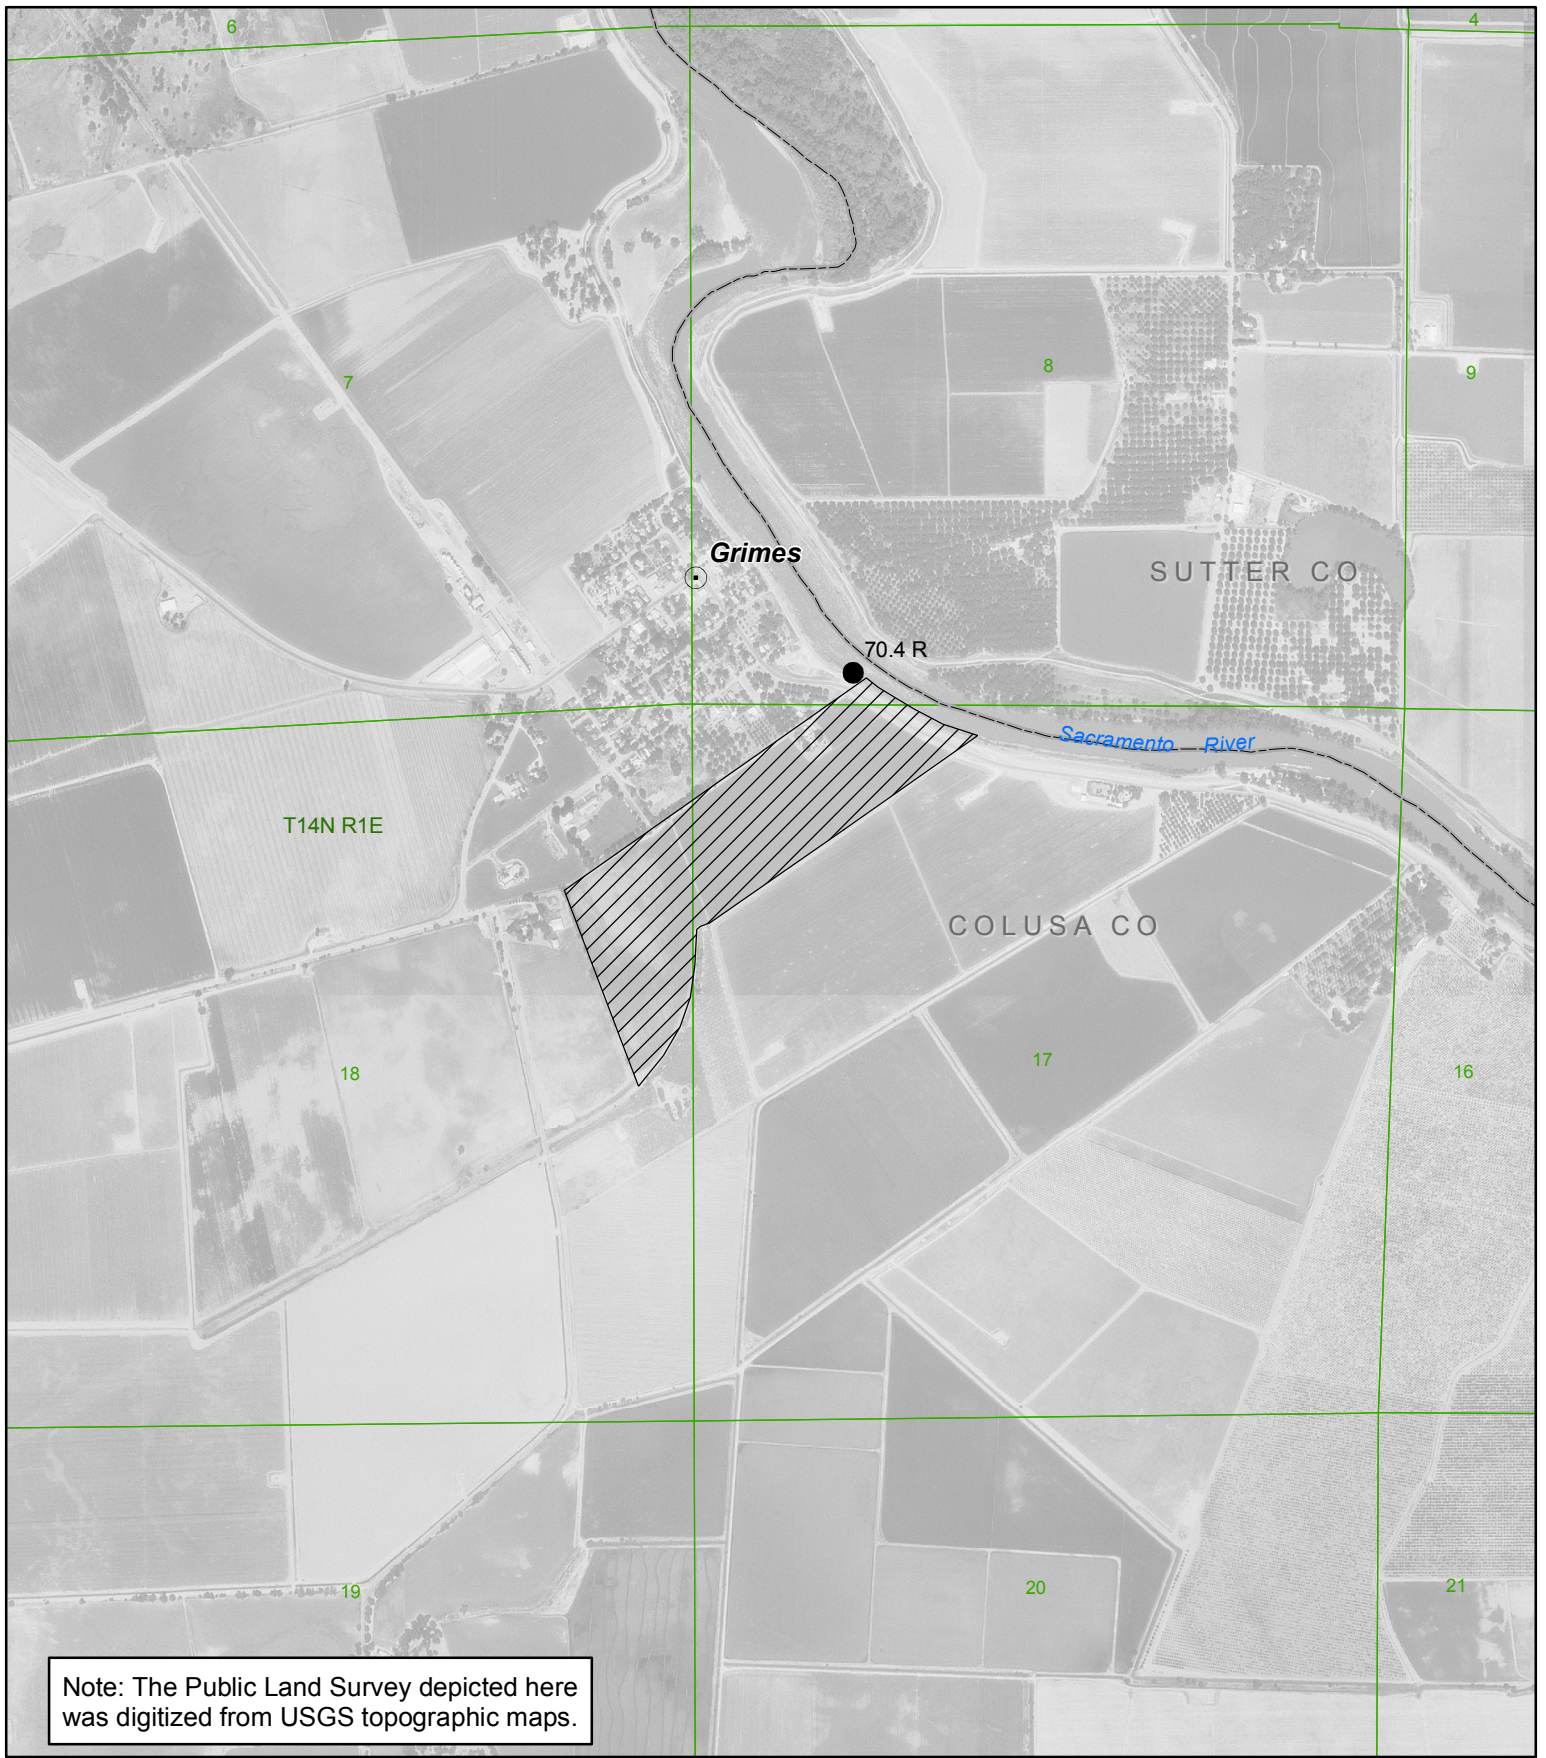 6
4
7
8
9
Grimes
SUTTER CO
70.4 R
Sacramento River
T14N R1E
COLUSA CO
18
17
16
19
20
21
Note: The Public Land Survey depicted here
was digitized from USGS topographic maps.